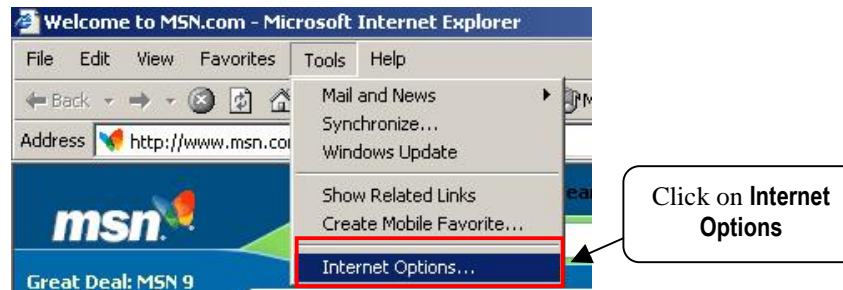 Welcome to MSN.com - Microsoft Internet Explorer
File Edit View Favorites Tools Help
Back
Mail and News
Synchronize...
Windows Update
Address http://www.msn.co
Show Related Links
Create Mobile Favorite...
Internet Options...
msn
Great Deal: MSN 9
Click on Internet
Options